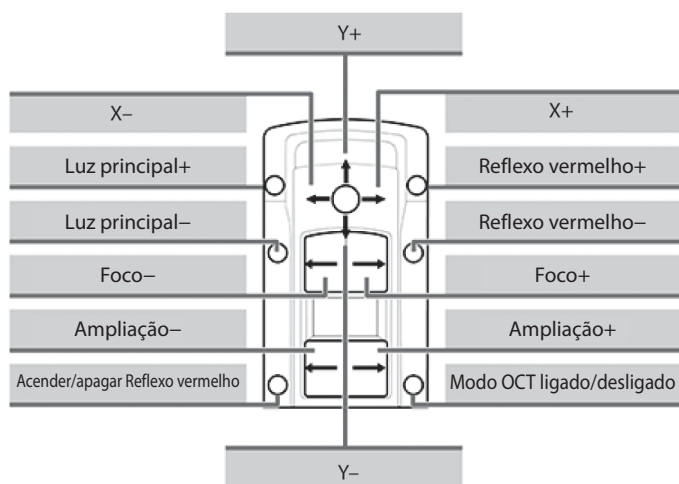 Y+
X– X+
Luz principal+ Reflexo vermelho+
Luz principal– Reflexo vermelho–
Foco– Foco+
Ampliação– Ampliação+
Acender/apagar Reflexo vermelho Modo OCT ligado/desligado
Y–